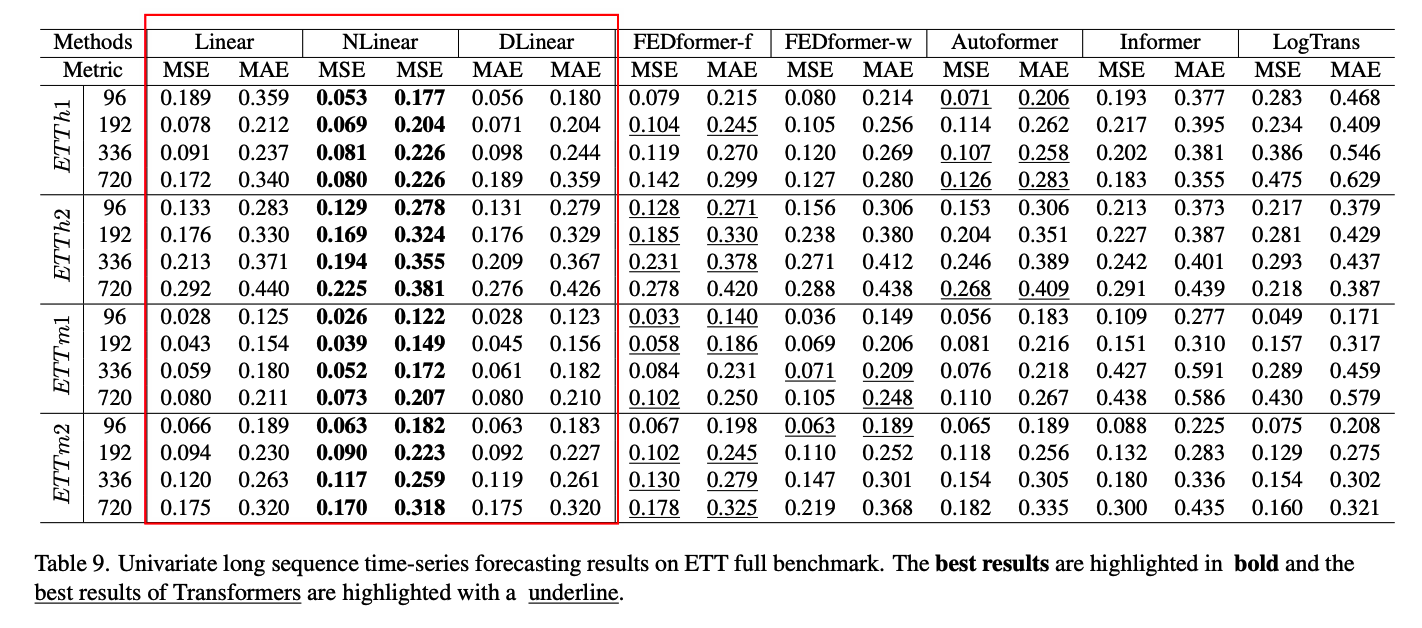 Methods Linear NLinear DLinear FEDformer-f FEDformer-w Autoformer Informer LogTrans
Metric MSE MAE MSE MSE MAE MAE MSE MAE MSE MAE MSE MAE MSE MAE MSE MAE
ETTh1
96 0.189 0.359 0.053 0.177 0.056 0.180 0.079 0.215 0.080 0.214 0.071 0.206 0.193 0.377 0.283 0.468
192 0.078 0.212 0.069 0.204 0.071 0.204 0.104 0.245 0.105 0.256 0.114 0.262 0.217 0.395 0.234 0.409
336 0.091 0.237 0.081 0.226 0.098 0.244 0.119 0.270 0.120 0.269 0.107 0.258 0.202 0.381 0.386 0.546
720 0.172 0.340 0.080 0.226 0.189 0.359 0.142 0.299 0.127 0.280 0.126 0.283 0.183 0.355 0.475 0.629
ETTh2
96 0.133 0.283 0.129 0.278 0.131 0.279 0.128 0.271 0.156 0.306 0.153 0.306 0.213 0.373 0.217 0.379
192 0.176 0.330 0.169 0.324 0.176 0.329 0.185 0.330 0.238 0.380 0.204 0.351 0.227 0.387 0.281 0.429
336 0.213 0.371 0.194 0.355 0.209 0.367 0.231 0.378 0.271 0.412 0.246 0.389 0.242 0.401 0.293 0.437
720 0.292 0.440 0.225 0.381 0.276 0.426 0.278 0.420 0.288 0.438 0.268 0.409 0.291 0.439 0.218 0.387
ETTm1
96 0.028 0.125 0.026 0.122 0.028 0.123 0.033 0.140 0.036 0.149 0.056 0.183 0.109 0.277 0.049 0.171
192 0.043 0.154 0.039 0.149 0.045 0.156 0.058 0.186 0.069 0.206 0.081 0.216 0.151 0.310 0.157 0.317
336 0.059 0.180 0.052 0.172 0.061 0.182 0.084 0.231 0.071 0.209 0.076 0.218 0.427 0.591 0.289 0.459
720 0.080 0.211 0.073 0.207 0.080 0.210 0.102 0.250 0.105 0.248 0.110 0.267 0.438 0.586 0.430 0.579
ETTm2
96 0.066 0.189 0.063 0.182 0.063 0.183 0.067 0.198 0.063 0.189 0.065 0.189 0.088 0.225 0.075 0.208
192 0.094 0.230 0.090 0.223 0.092 0.227 0.102 0.245 0.110 0.252 0.118 0.256 0.132 0.283 0.129 0.275
336 0.120 0.263 0.117 0.259 0.119 0.261 0.130 0.279 0.147 0.301 0.154 0.305 0.180 0.336 0.154 0.302
720 0.175 0.320 0.170 0.318 0.175 0.320 0.178 0.325 0.219 0.368 0.182 0.335 0.300 0.435 0.160 0.321
Table 9. Univariate long sequence time-series forecasting results on ETT full benchmark. The best results are highlighted in bold and the
best results of Transformers are highlighted with a underline.